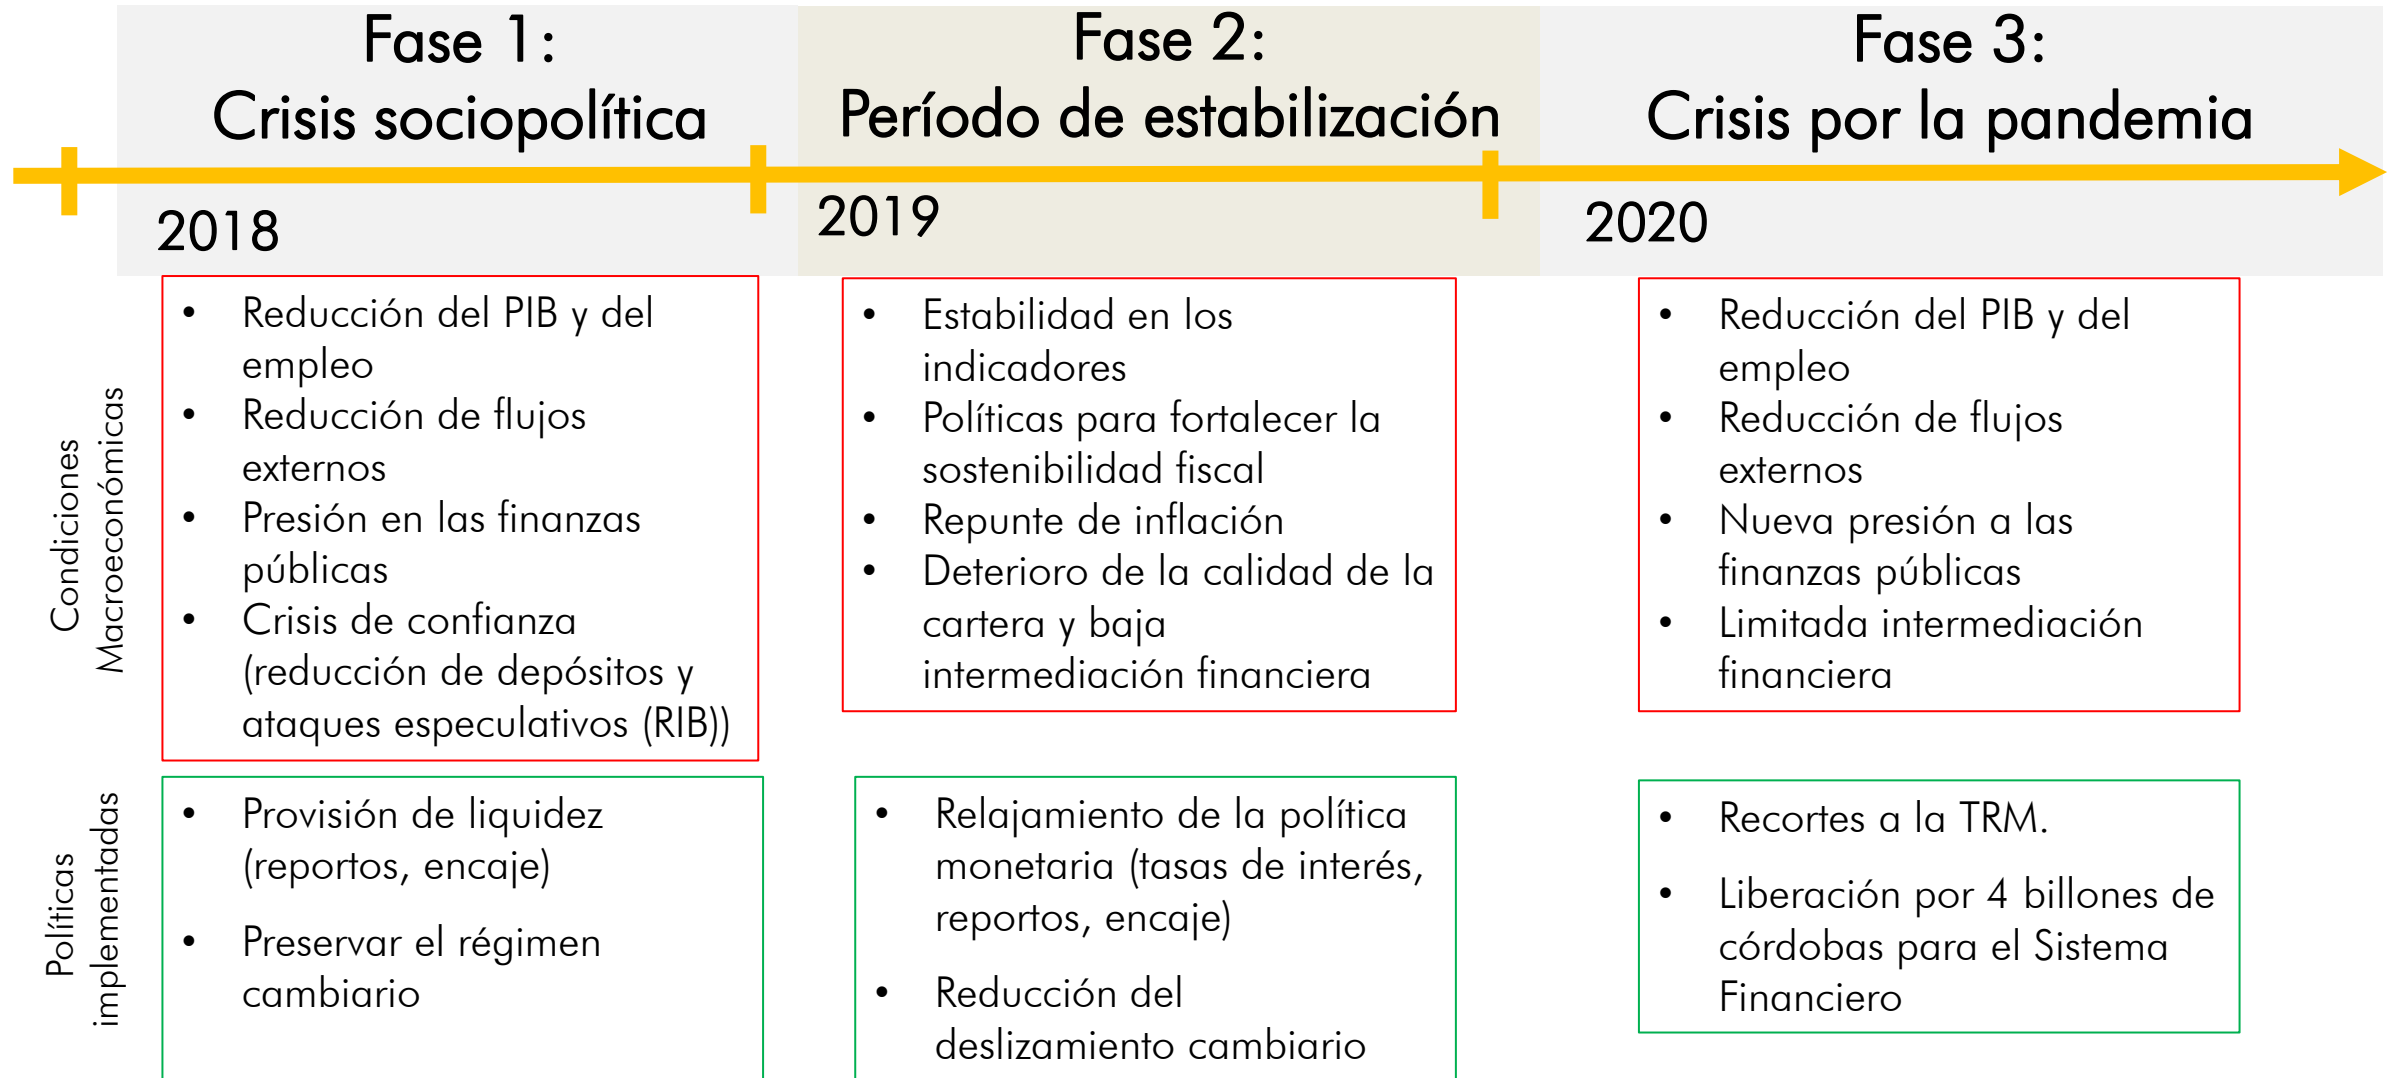 Fase 1:
Crisis sociopolítica
Fase 2:
Período de estabilización
Fase 3:
Crisis por la pandemia
2018
2019
2020
Condiciones
Macroeconómicas
• Reducción del PIB y del
empleo
• Reducción de flujos
externos
• Presión en las finanzas
públicas
• Crisis de confianza
(reducción de depósitos y
ataques especulativos (RIB))
• Estabilidad en los
indicadores
• Políticas para fortalecer la
sostenibilidad fiscal
• Repunte de inflación
• Deterioro de la calidad de la
cartera y baja
intermediación financiera
• Reducción del PIB y del
empleo
• Reducción de flujos
externos
• Nueva presión a las
finanzas públicas
• Limitada intermediación
financiera
Políticas
implementadas
• Provisión de liquidez
(reportos, encaje)
• Preservar el régimen
cambiario
• Relajamiento de la política
monetaria (tasas de interés,
reportos, encaje)
• Reducción del
deslizamiento cambiario
• Recortes a la TRM.
• Liberación por 4 billones de
córdobas para el Sistema
Financiero